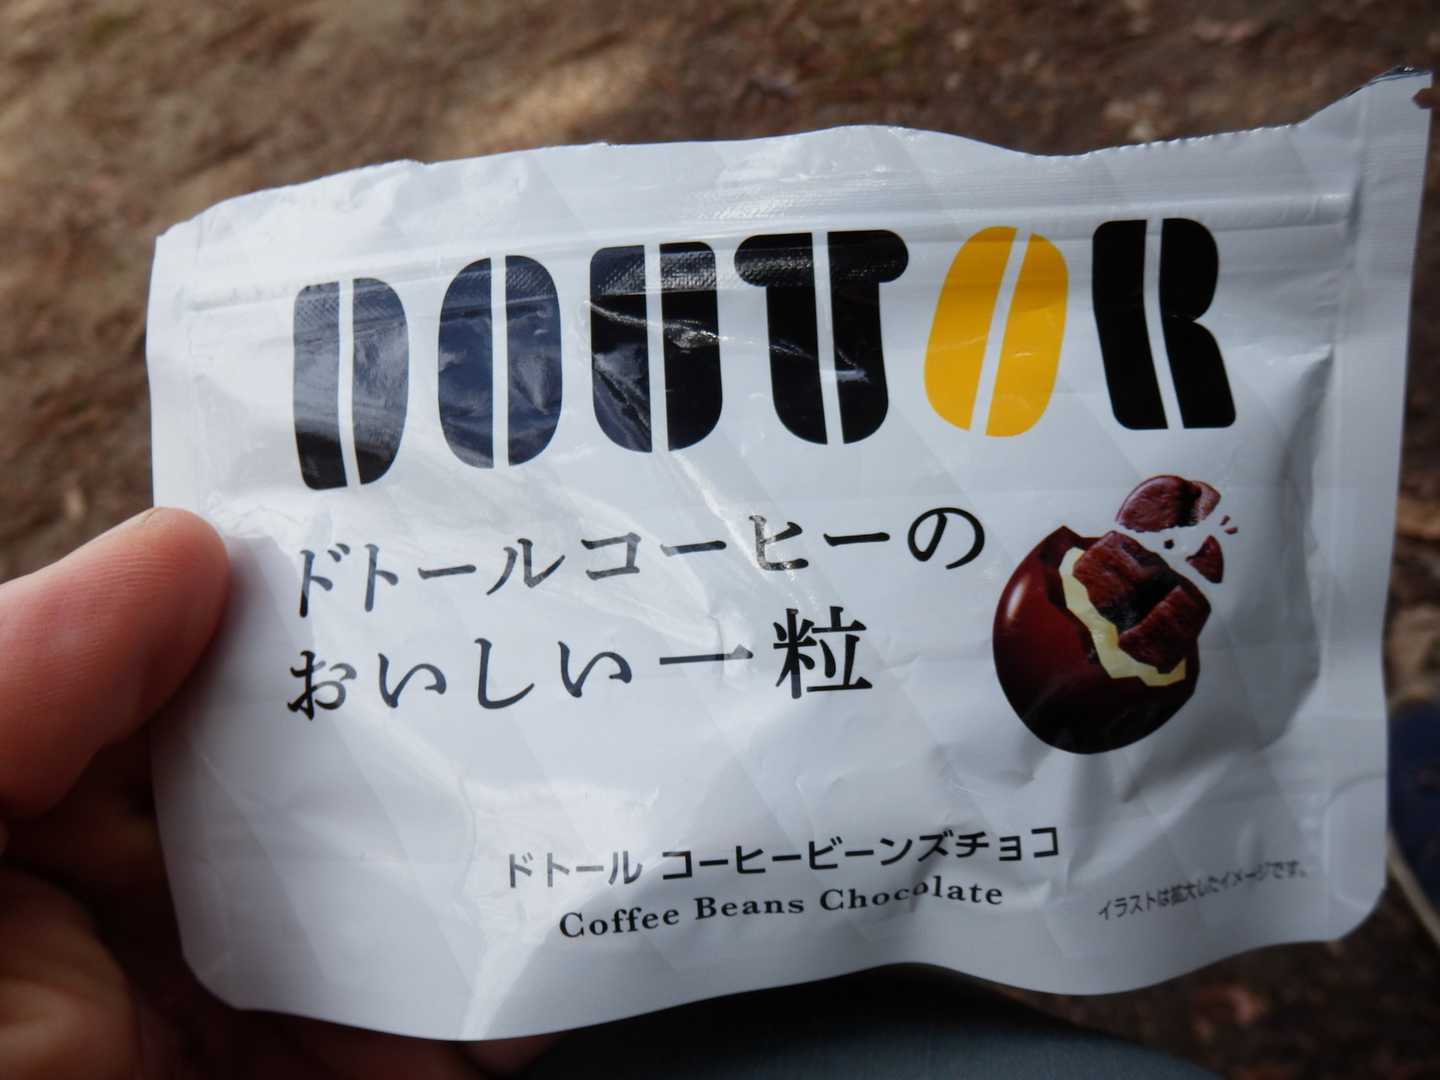 DOUTOR
ドトールコーヒーの
おいしい一粒
ドトール コーヒービーンズチョコ
Coffee Beans Chocolate
イラストは拡大したイメージです。